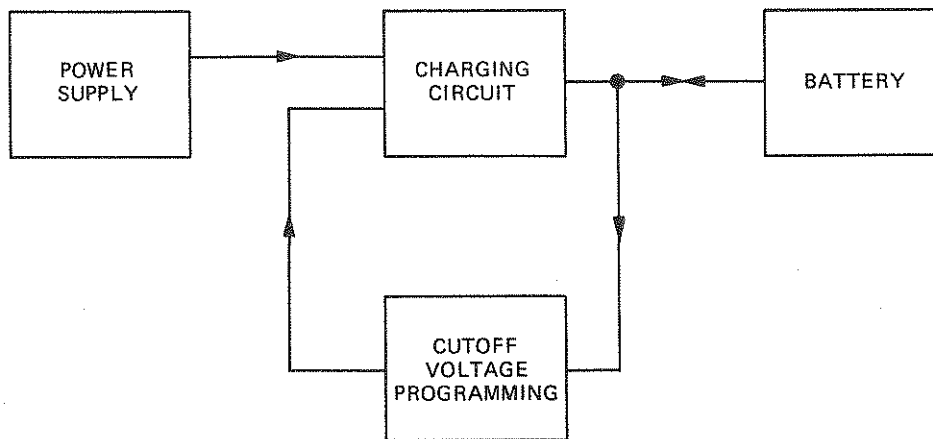 POWER
SUPPLY
CHARGING
CIRCUIT
BATTERY
CUTOFF
VOLTAGE
PROGRAMMING